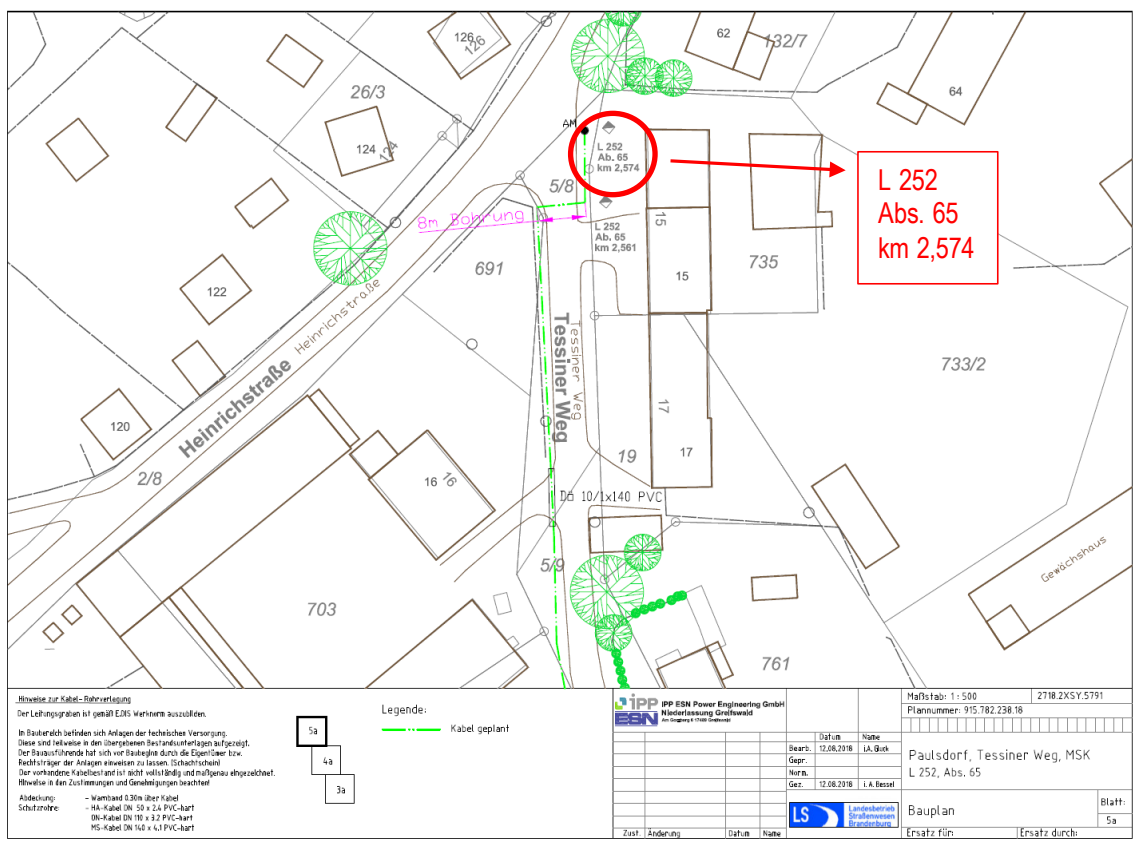 126
126
62
132/7
26/3
64
124
124
AM
L 252
Ab. 65
km 2,574
L 252
Abs. 65
km 2,574
5/8
8m Bohrung
L 252
Ab. 65
km 2,561
15
15
735
691
122
Heinrichstraße
Heinrichstraße
Tessiner Weg
Tessiner Weg
733/2
120
17
17
19
2/8
16
16
Dö 10/1x140 PVC
5/9
Gewächshaus
703
761
Hinweise zur Kabel-Rohrverlegung
Der Leitungsgraben ist gemäß E.DIS Werknorm auszubilden.
Im Baubereich befinden sich Anlagen der technischen Versorgung.
Diese sind teilweise in den übergebenen Bestandsunterlagen aufgezeigt.
Der Bauausführende hat sich vor Baubeginn durch die Eigentümer bzw.
Rechtsträger der Anlagen einweisen zu lassen. (Schachtschein)
Der vorhandene Kabelbestand ist nicht vollständig und maßgenau eingezeichnet.
Hinweise in den Zustimmungen und Genehmigungen beachten!
Abdeckung: - Warnband 0.30m über Kabel
Schutzrohre: - HA-Kabel DN 50 x 2.4 PVC-hart
DN-Kabel DN 110 x 3.2 PVC-hart
MS-Kabel DN 140 x 4,1 PVC-hart
5a
4a
3a
Legende:
Kabel geplant
IPP
ESN
IPP ESN Power Engineering GmbH
Niederlassung Greifswald
Zust. Änderung Datum Name
Datum Name
Bearb. 12.08.2018 i.A. Gluck
Gepr.
Norm.
Gez. 12.08.2018 i. A. Bessel
LS
Landesbetrieb
Straßenwesen
Brandenburg
Maßstab: 1 : 500 2718.2XSY.5791
Plannummer: 915.782.238.18
Paulsdorf, Tessiner Weg, MSK
L 252, Abs. 65
Bauplan
Blatt:
5a
Ersatz für: Ersatz durch: